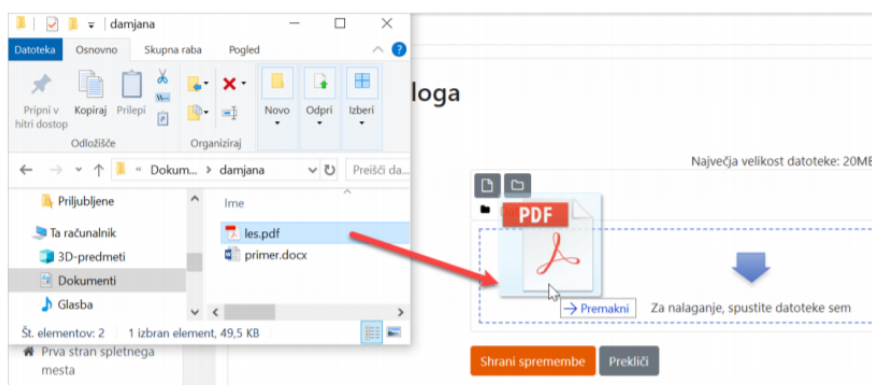 damjana
Datoteka Osnovno Skupna raba Pogled
Pripni v hitri dostop
Kopiraj
Prilepi
Novo
Odpri
Izberi
Odložišče
Organiziraj
Dokum... damjana
Prešči da...
Priljubljene
Ta računalnik
3D-predmeti
Dokumenti
Glasba
Ime
les.pdf
primer.docx
Št. elementov: 2 1 izbran element, 49,5 KB
Prva stran spletnega
mesta
loga
Največja velikost datoteke: 20MB
PDF
Premakni
Za nalaganje, spustite datoteke sem
Shrani spremembe Prekliči